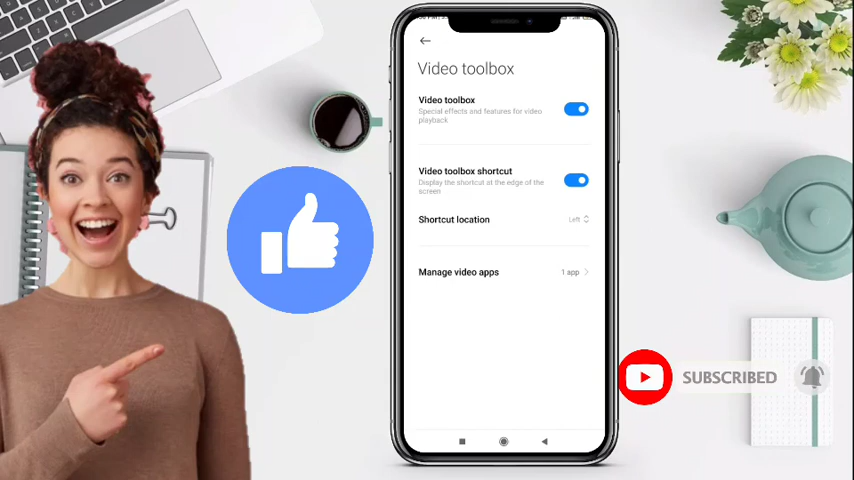 Video toolbox
Video toolbox
Special effects and features for video
playback
Video toolbox shortcut
Display the shortcut at the edge of the
screen
Shortcut location
Left
Manage video apps
1 app
SUBSCRIBED